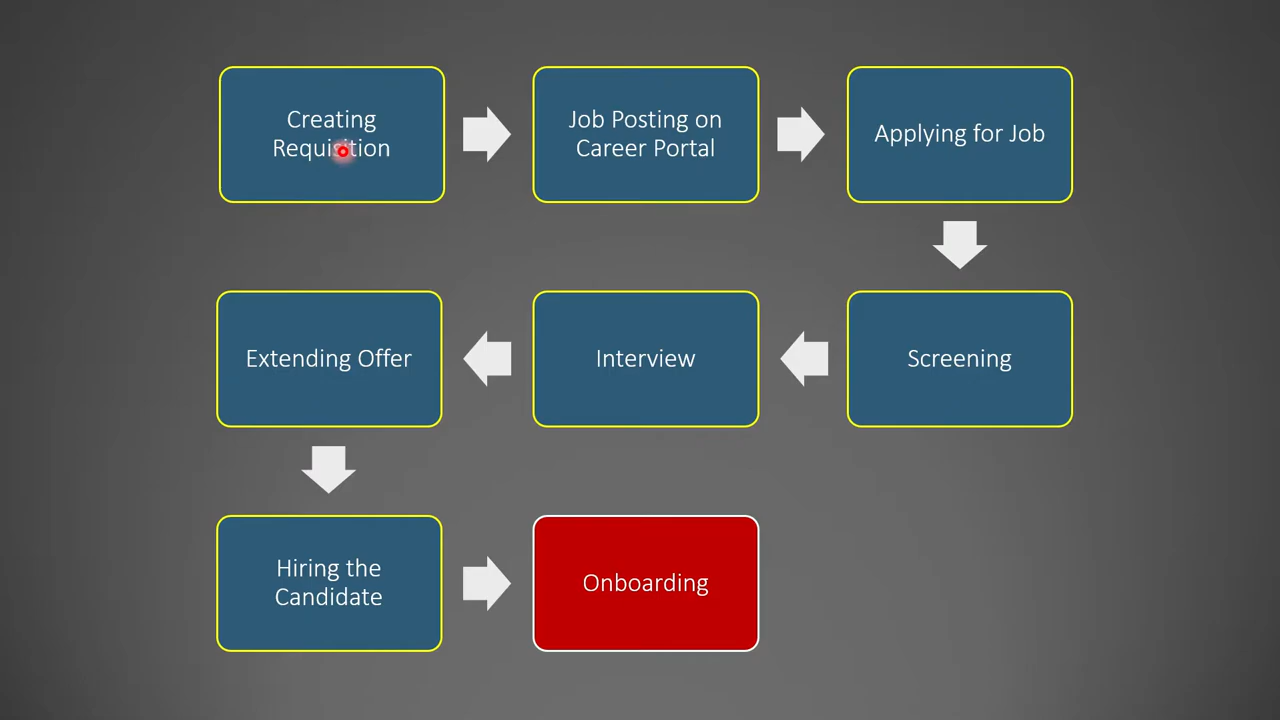 Creating
Requisition
Job Posting on
Career Portal
Applying for Job
Screening
Interview
Extending Offer
Hiring the
Candidate
Onboarding